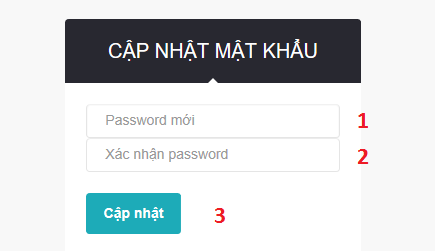 CẬP NHẬT MẬT KHẨU
Password mới 1
Xác nhận password 2
Cập nhật 3